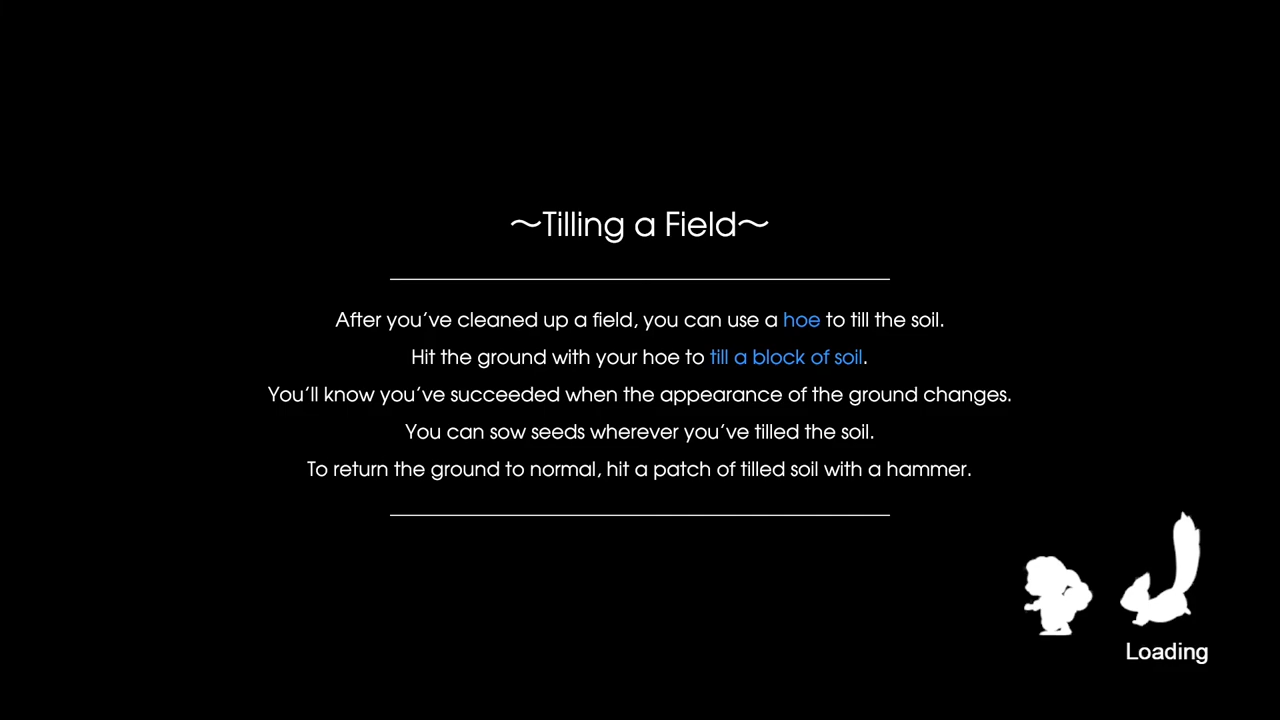 ～Tilling a Field～
After you've cleaned up a field, you can use a hoe to till the soil.
Hit the ground with your hoe to till a block of soil.
You'll know you've succeeded when the appearance of the ground changes.
You can sow seeds wherever you've tilled the soil.
To return the ground to normal, hit a patch of tilled soil with a hammer.
Loading